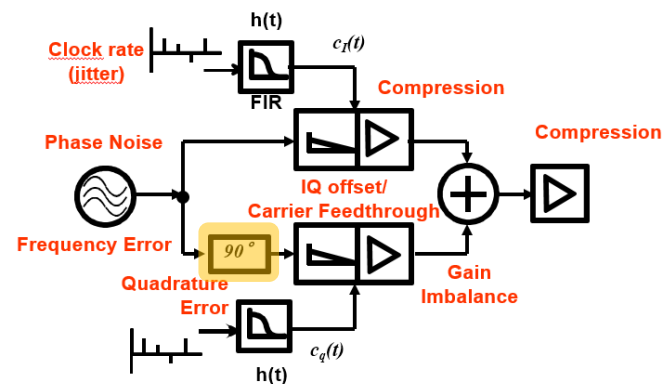 h(t)
Clock rate
(jitter)
c_I(t)
FIR
Compression
Compression
Phase Noise
IQ offset/
Carrier Feedthrough
Frequency Error
90°
Quadrature
Error
Gain
Imbalance
c_q(t)
h(t)